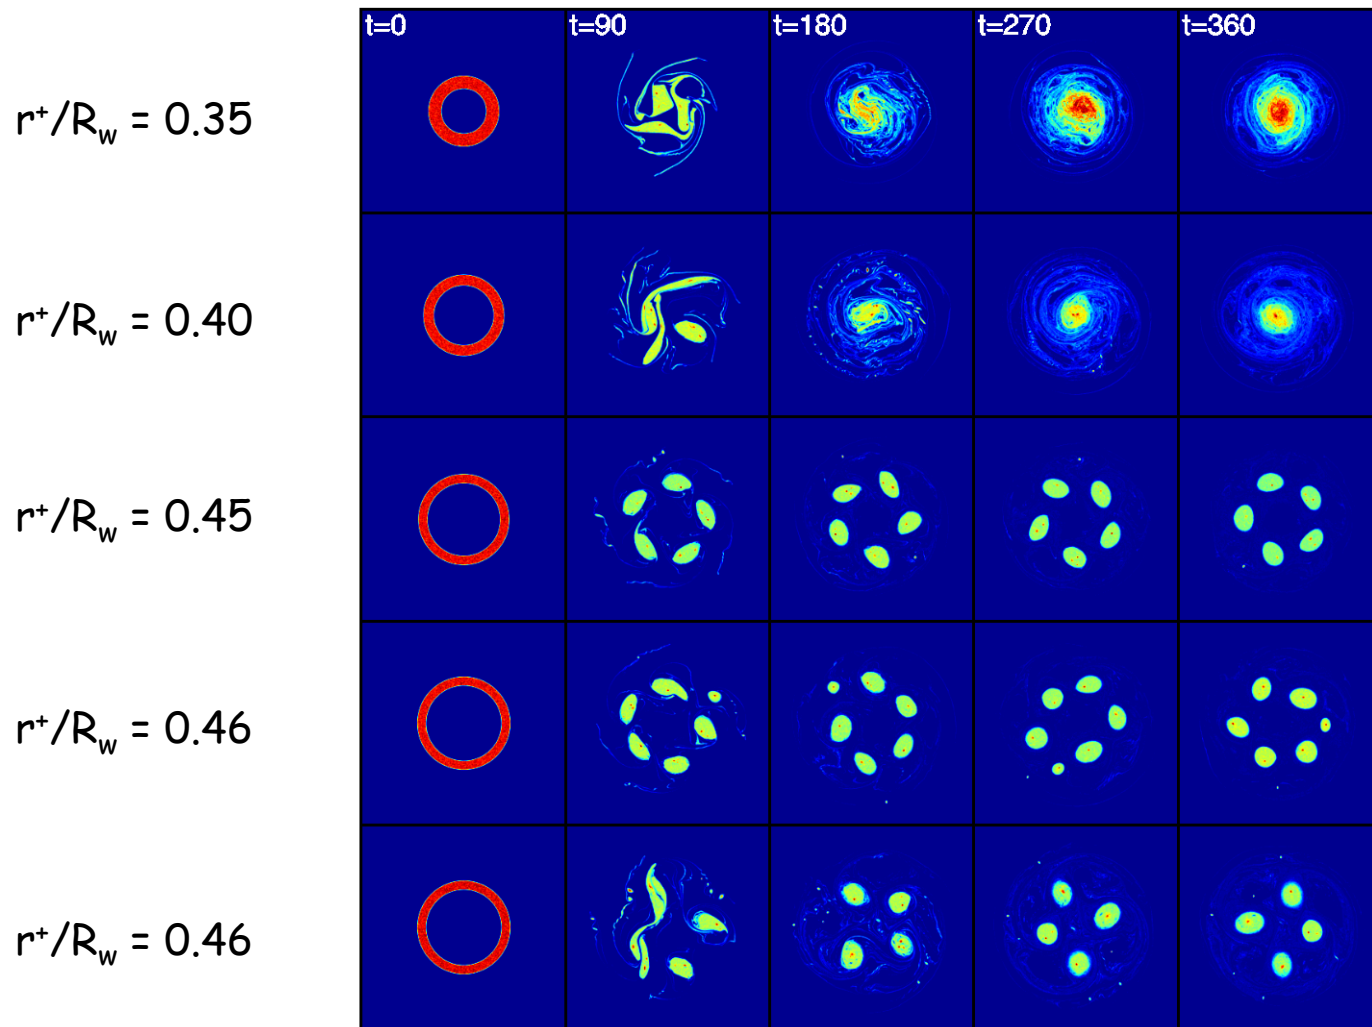 t=0 t=90 t=180 t=270 t=360
r⁺/R_w = 0.35
r⁺/R_w = 0.40
r⁺/R_w = 0.45
r⁺/R_w = 0.46
r⁺/R_w = 0.46